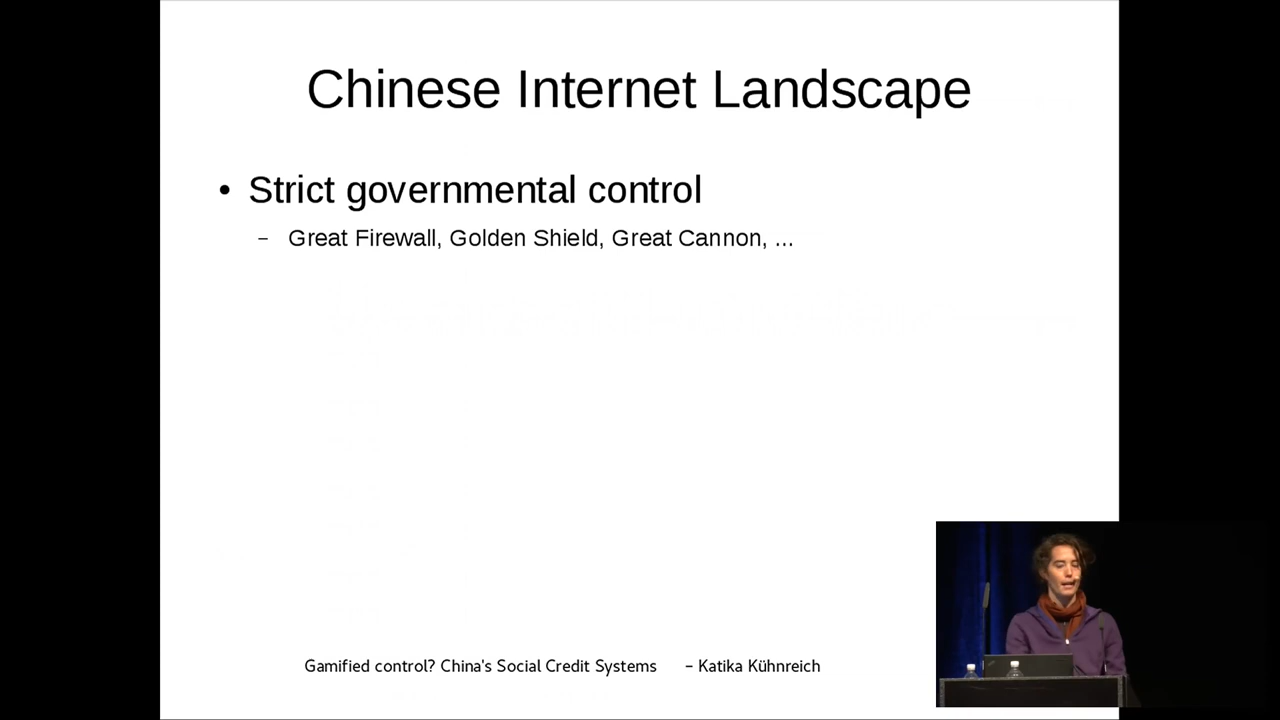 Chinese Internet Landscape
• Strict governmental control
– Great Firewall, Golden Shield, Great Cannon, ...
Gamified control? China's Social Credit Systems – Katika Kühnreich